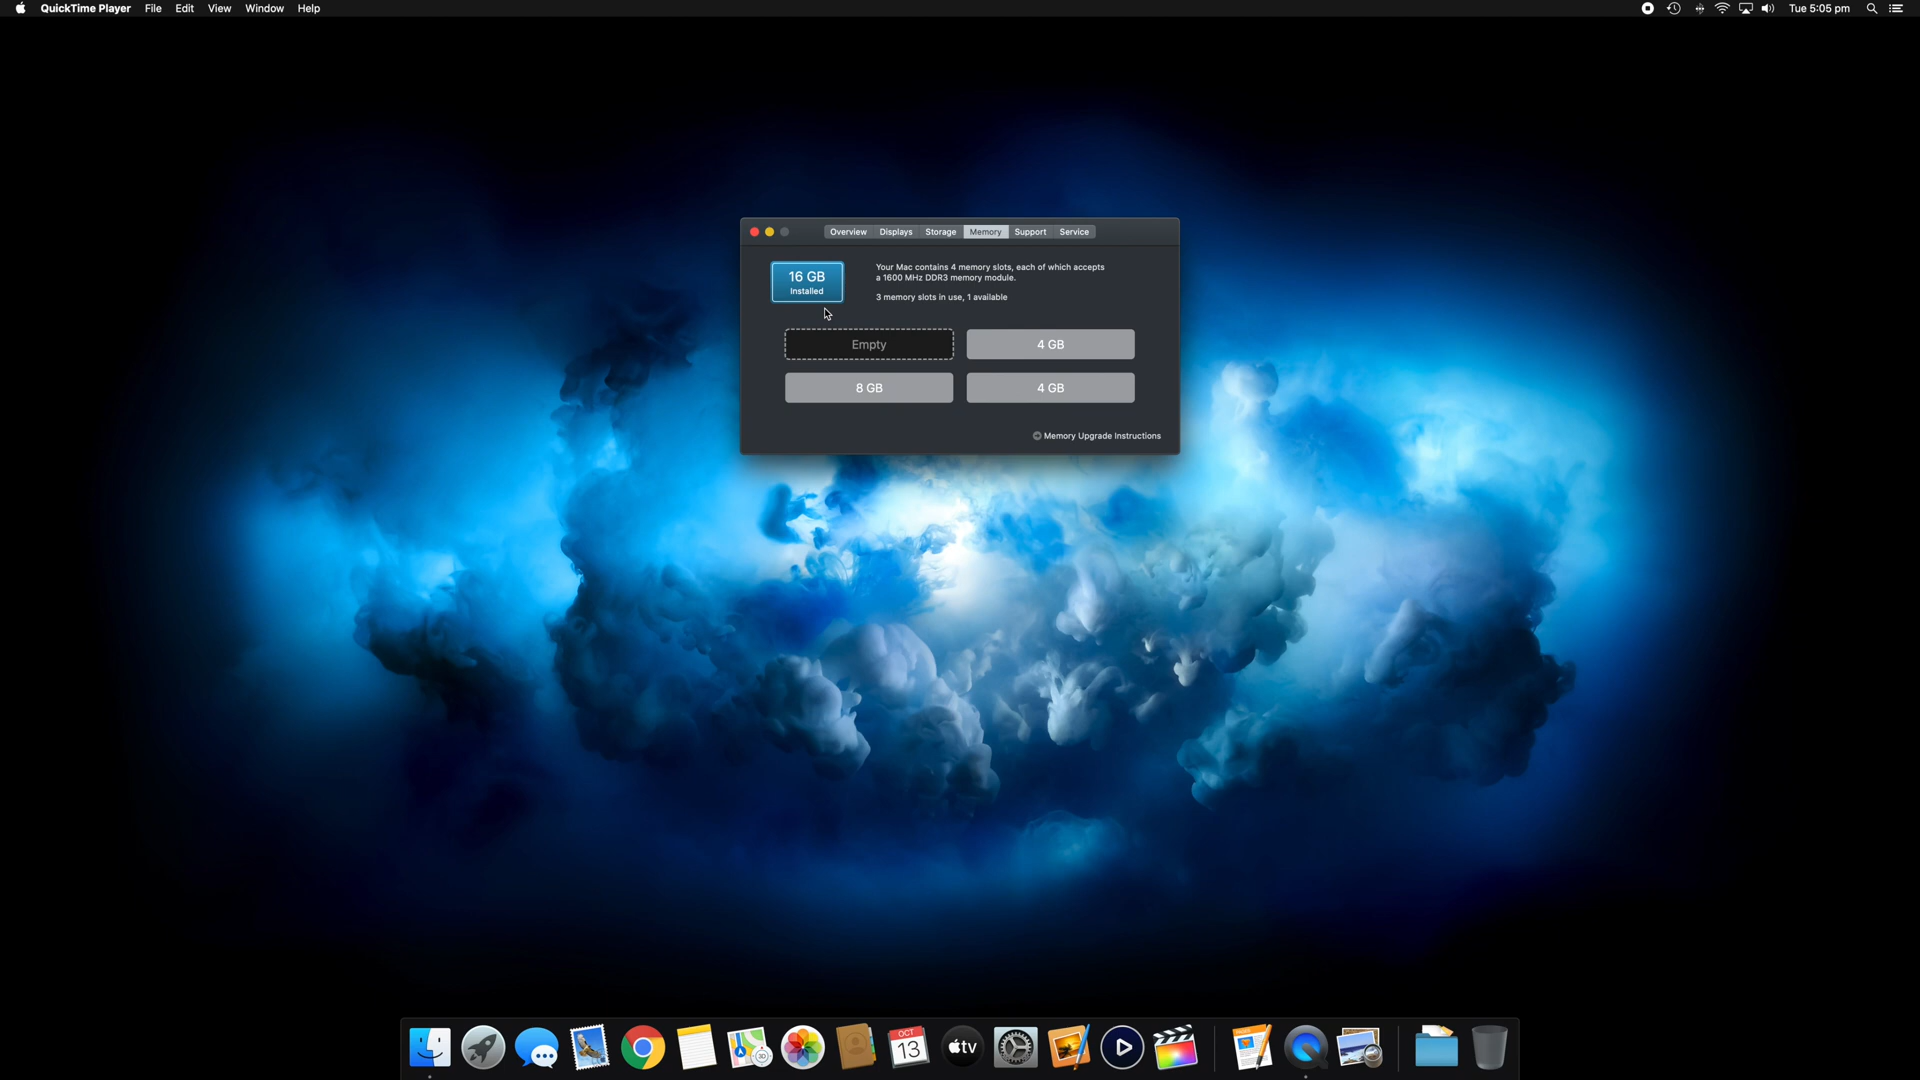 QuickTime Player File Edit View Window Help
Tue 5:05 pm
Overview Displays Storage Memory Support Service
16 GB
Installed
Your Mac contains 4 memory slots, each of which accepts
a 1600 MHz DDR3 memory module.
3 memory slots in use, 1 available
Empty
4 GB
8 GB
4 GB
Memory Upgrade Instructions
3D
OCT
13
tv